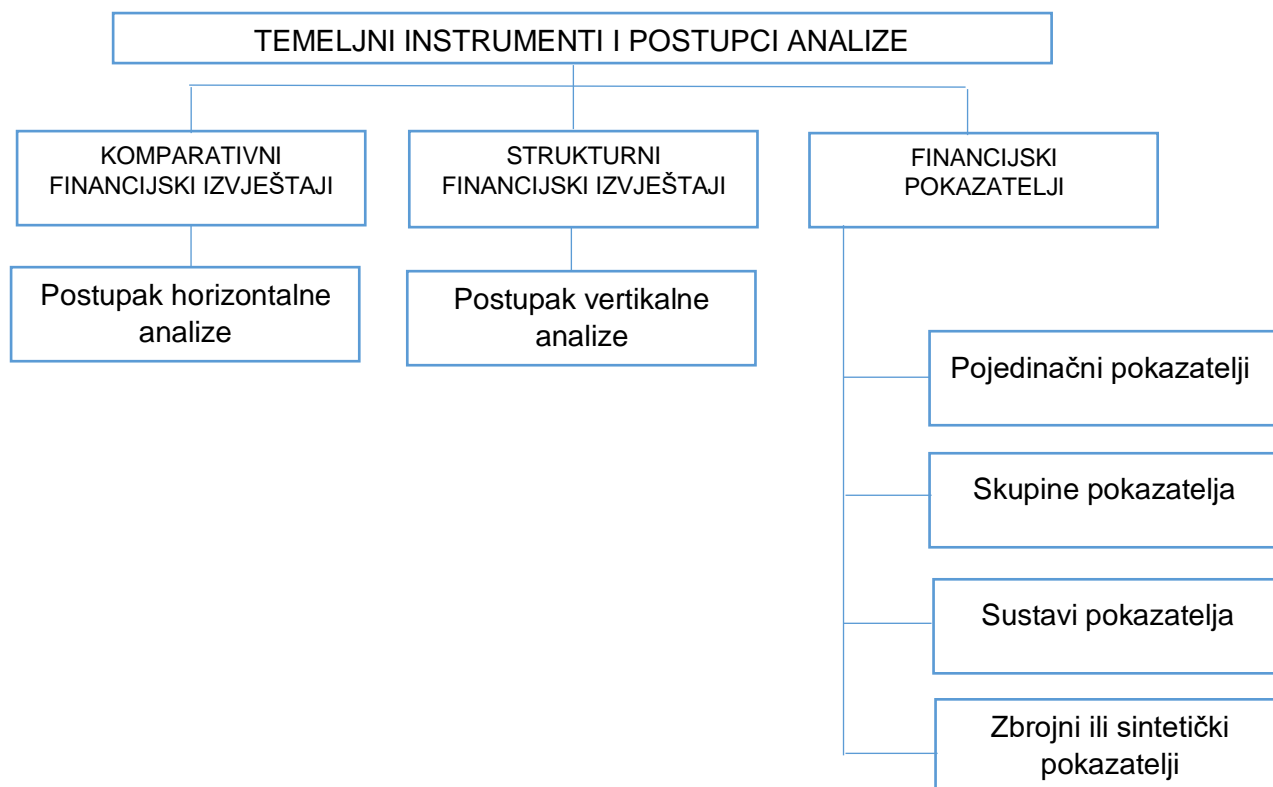 TEMELJNI INSTRUMENTI I POSTUPCI ANALIZE
KOMPARATIVNI
FINANCIJSKI IZVJEŠTAJI
STRUKTURNI
FINANCIJSKI IZVJEŠTAJI
FINANCIJSKI
POKAZATELJI
Postupak horizontalne
analize
Postupak vertikalne
analize
Pojedinačni pokazatelji
Skupine pokazatelja
Sustavi pokazatelja
Zbrojni ili sintetički
pokazatelji